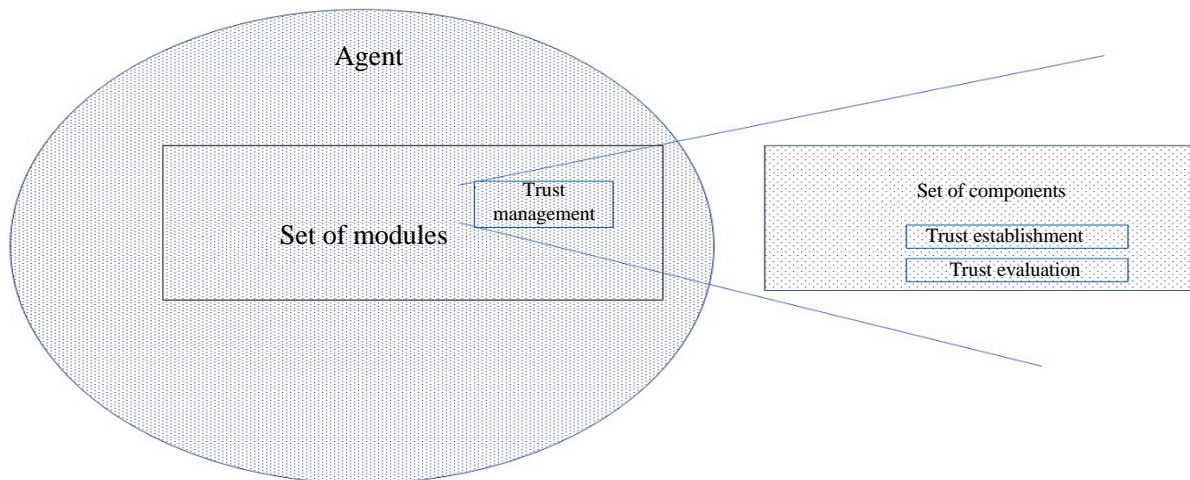 Agent
Trust
management
Set of modules
Set of components
Trust establishment
Trust evaluation